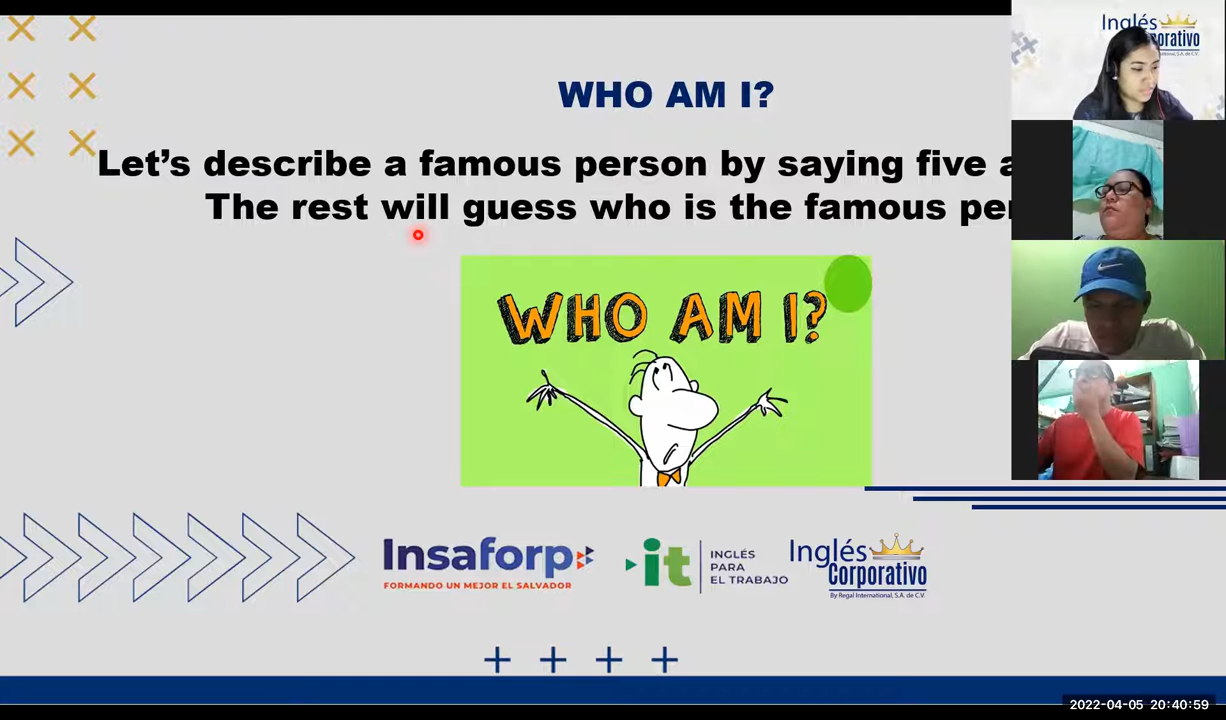 WHO AM I?
Let's describe a famous person by saying five
The rest will guess who is the famous
WHO AM I?
Insaforp
FORMANDO UN MEJOR EL SALVADOR
it
INGLÉS
PARA
EL TRABAJO
Inglés
Corporativo
By Regal International, S.A. de C.V.
Inglés
2022-04-05 20:40:59